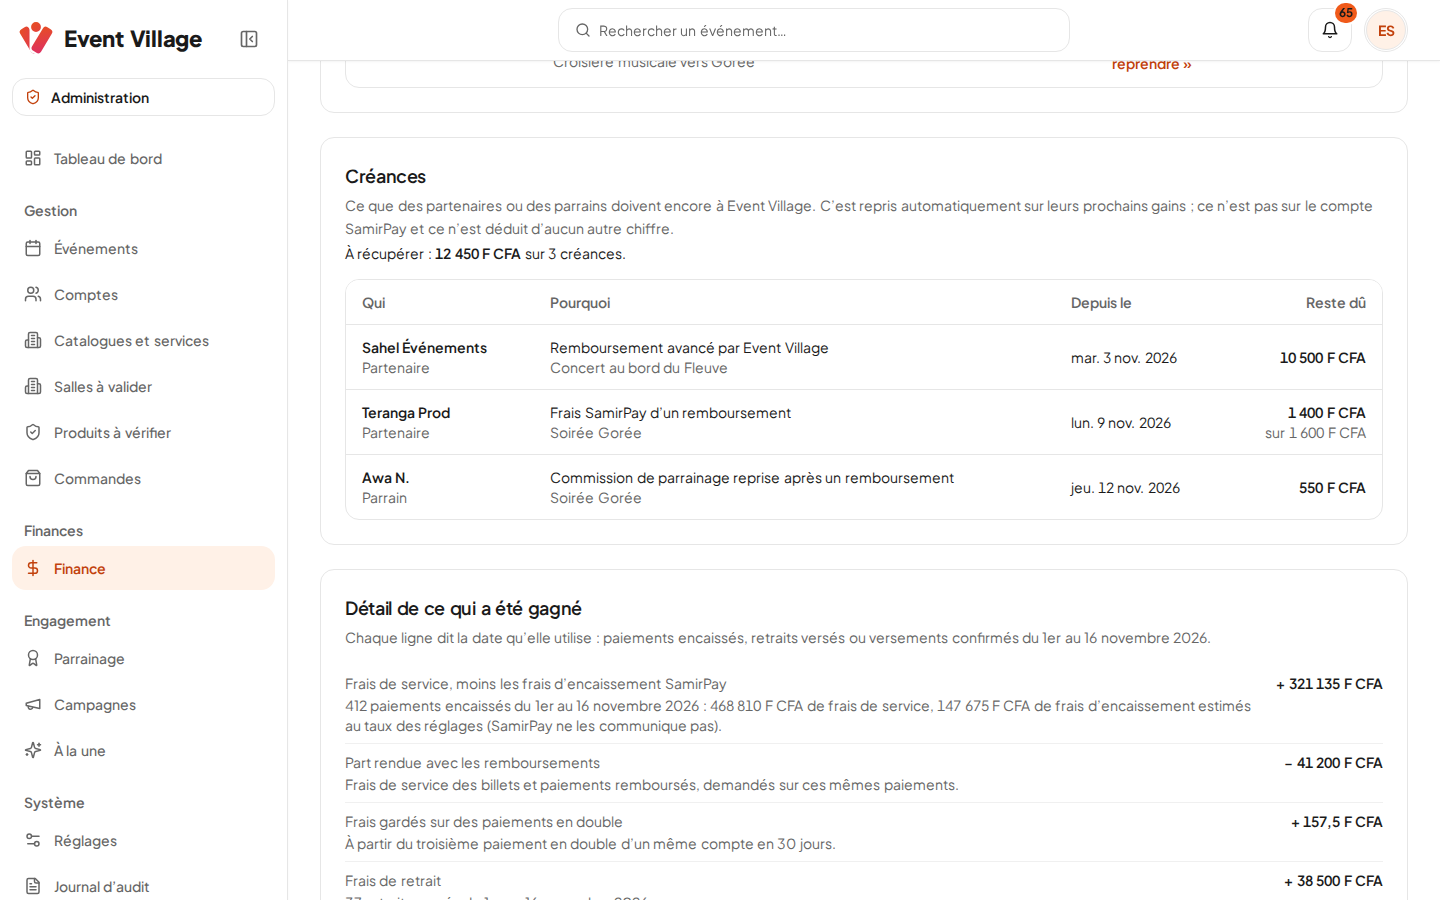 Event Village
Rechercher un événement…
65
ES
Administration
Tableau de bord
Gestion
Événements
Comptes
Catalogues et services
Salles à valider
Produits à vérifier
Commandes
Finances
Finance
Engagement
Parrainage
Campagnes
À la une
Système
Réglages
Journal d’audit
Croisière musicale vers Gorée
reprendre »
Créances
Ce que des partenaires ou des parrains doivent encore à Event Village. C’est repris automatiquement sur leurs prochains gains ; ce n’est pas sur le compte
SamirPay et ce n’est déduit d’aucun autre chiffre.
À récupérer : 12 450 F CFA sur 3 créances.
Qui Pourquoi Depuis le Reste dû
Sahel Événements Remboursement avancé par Event Village mar. 3 nov. 2026 10 500 F CFA
Partenaire Concert au bord du Fleuve
Teranga Prod Frais SamirPay d’un remboursement lun. 9 nov. 2026 1 400 F CFA
Partenaire Soirée Gorée sur 1 600 F CFA
Awa N. Commission de parrainage reprise après un remboursement jeu. 12 nov. 2026 550 F CFA
Parrain Soirée Gorée
Détail de ce qui a été gagné
Chaque ligne dit la date qu’elle utilise : paiements encaissés, retraits versés ou versements confirmés du 1er au 16 novembre 2026.
Frais de service, moins les frais d’encaissement SamirPay + 321 135 F CFA
412 paiements encaissés du 1er au 16 novembre 2026 : 468 810 F CFA de frais de service, 147 675 F CFA de frais d’encaissement estimés
au taux des réglages (SamirPay ne les communique pas).
Part rendue avec les remboursements − 41 200 F CFA
Frais de service des billets et paiements remboursés, demandés sur ces mêmes paiements.
Frais gardés sur des paiements en double + 157,5 F CFA
À partir du troisième paiement en double d’un même compte en 30 jours.
Frais de retrait + 38 500 F CFA